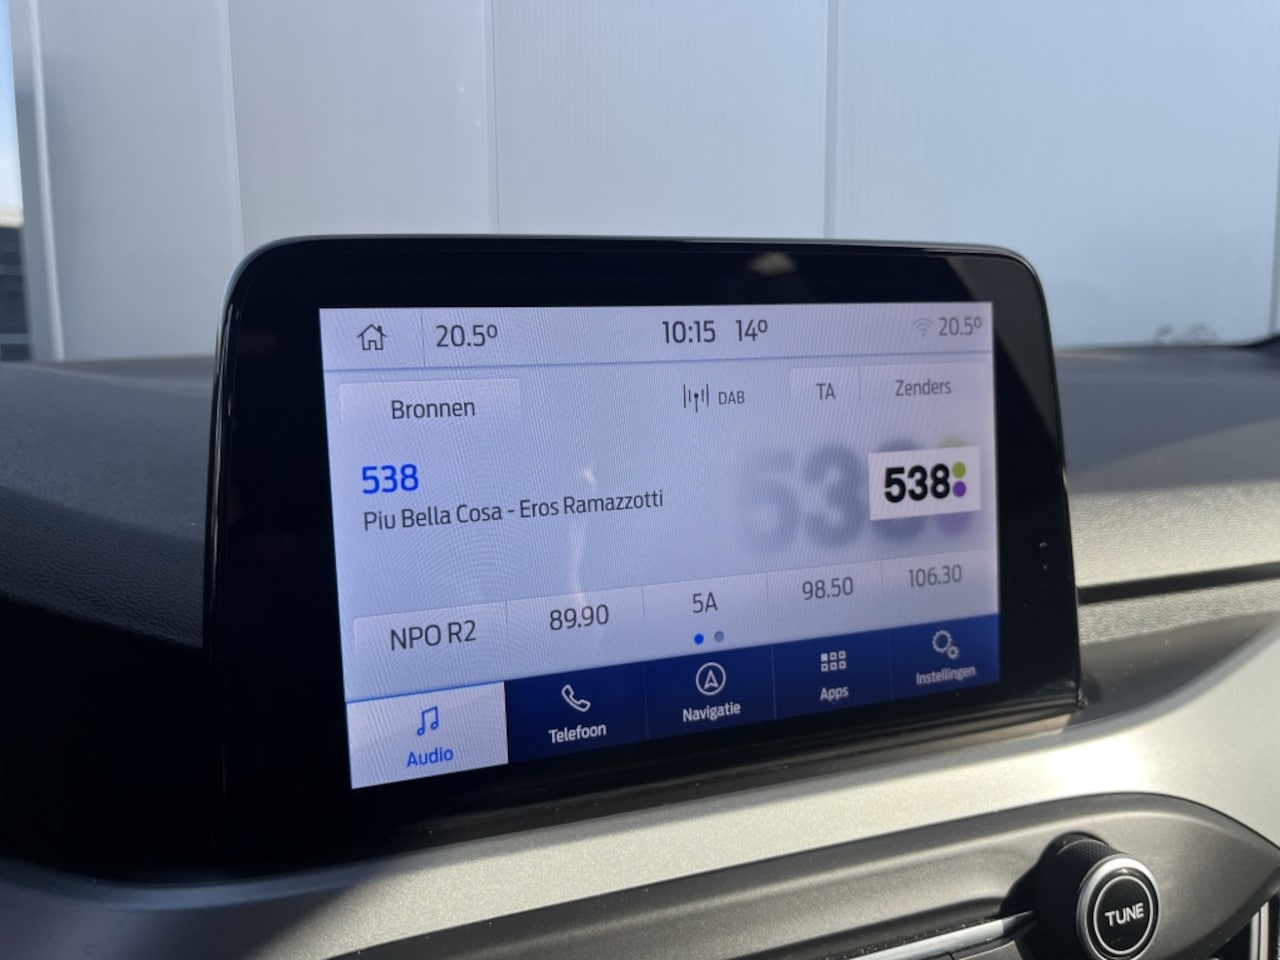 20.5° 10:15 14° 20.5°
Bronnen DAB TA Zenders
538
Piu Bella Cosa - Eros Ramazzotti
538
NPO R2 89.90 5A 98.50 106.30
Audio Telefoon Navigatie Apps Instellingen
TUNE